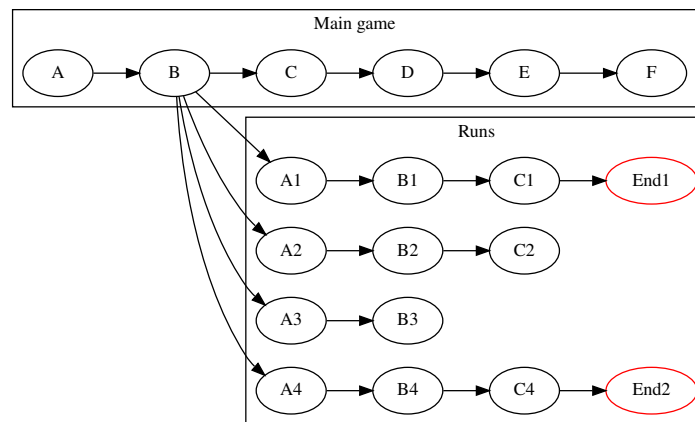 Main game
A B C D E F
Runs
A1 B1 C1 End1
A2 B2 C2
A3 B3
A4 B4 C4 End2